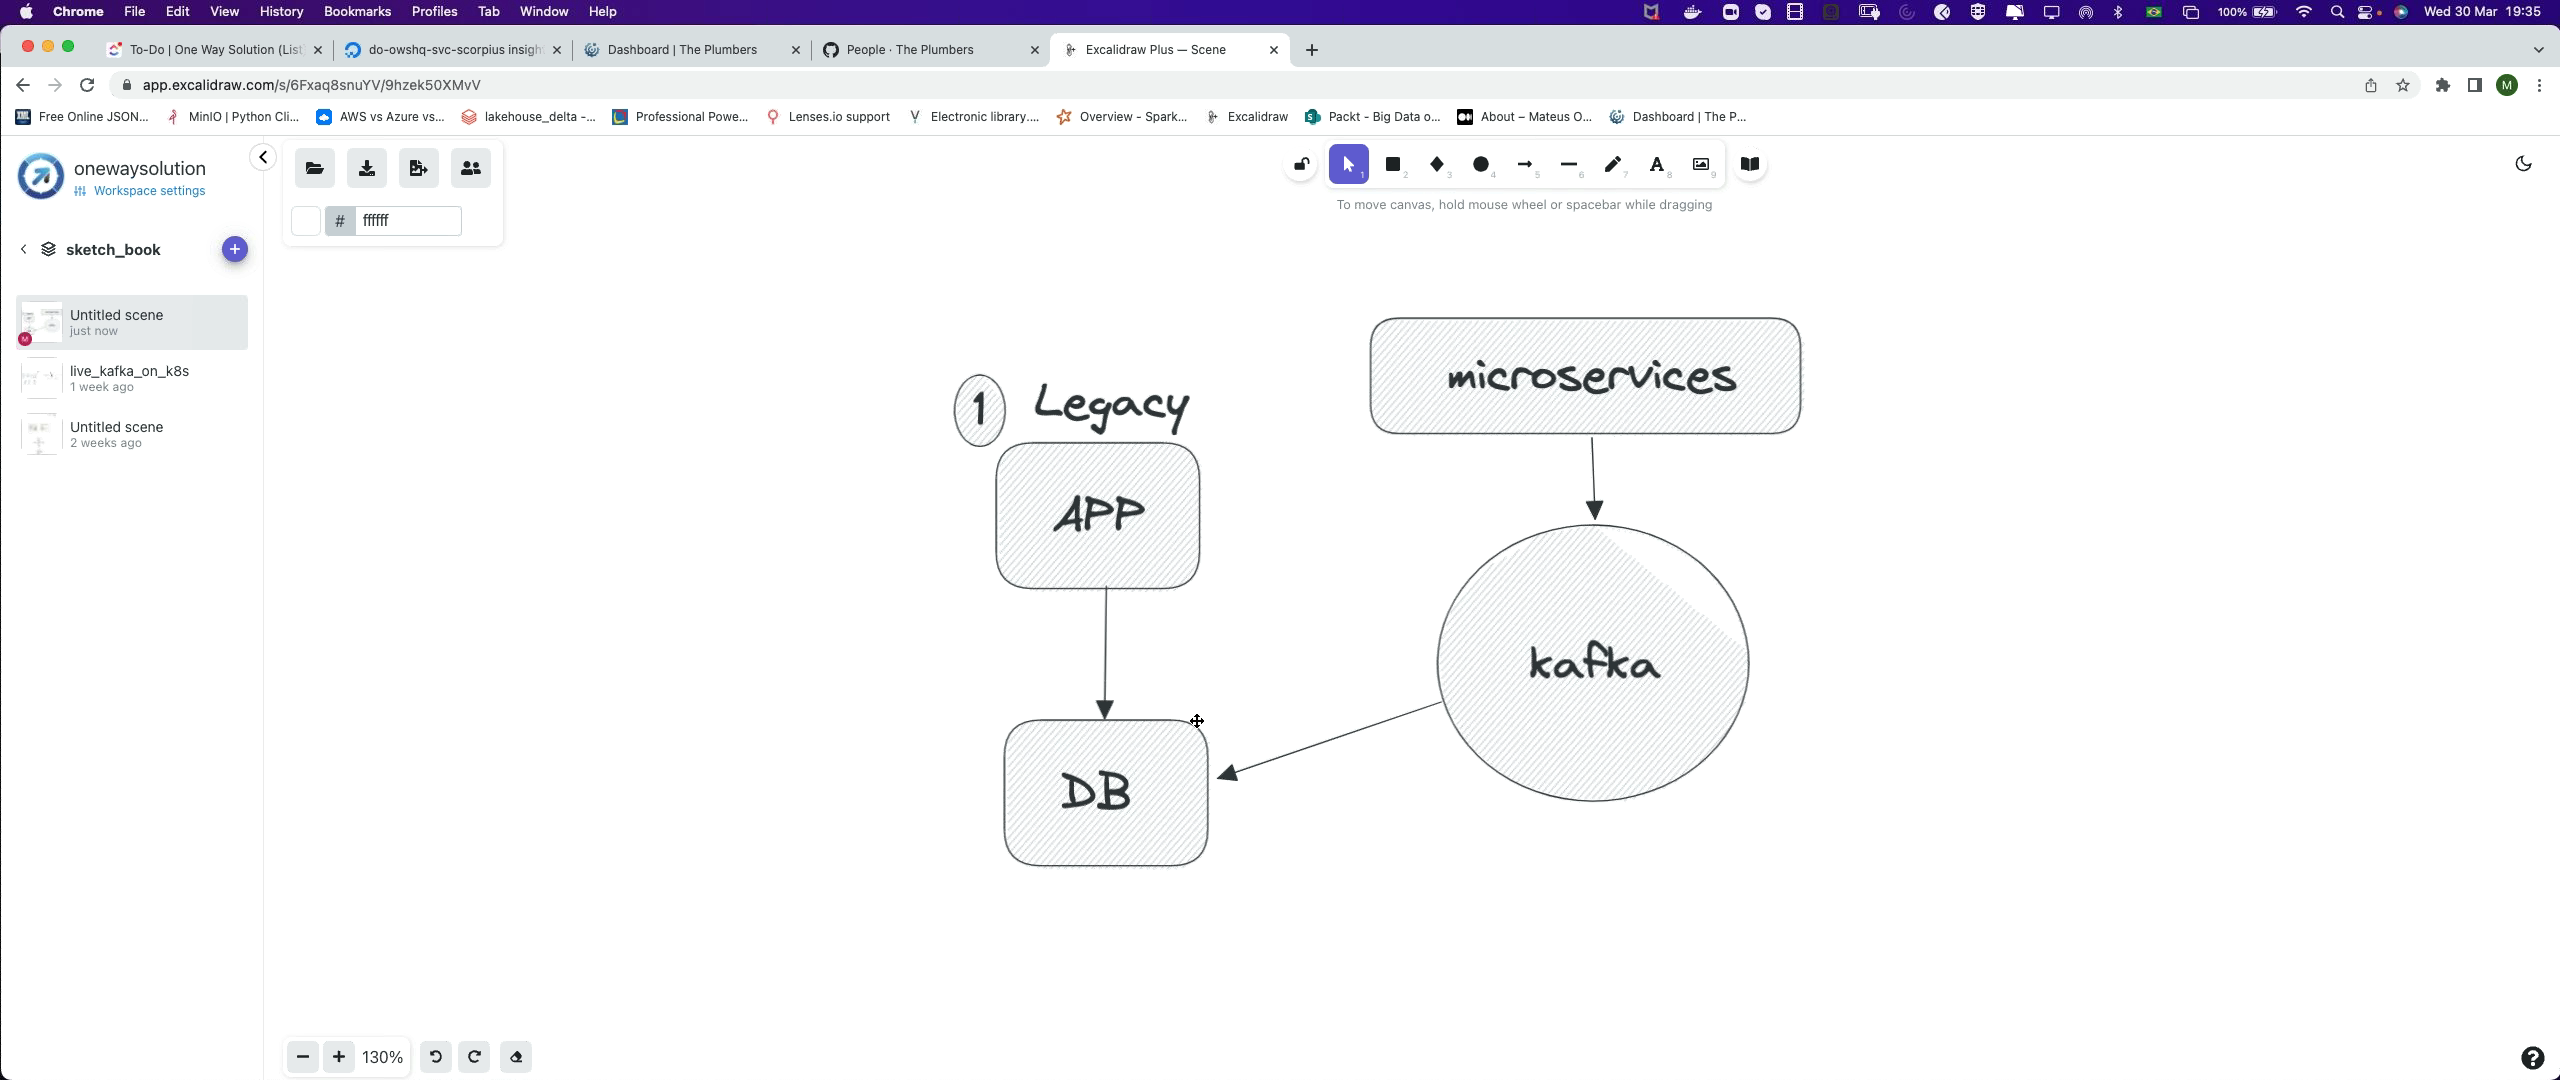 Chrome File Edit View History Bookmarks Profiles Tab Window Help 100% Wed 30 Mar 19:35
To-Do | One Way Solution (List do-owshq-svc-scorpius insigh Dashboard | The Plumbers People · The Plumbers Excalidraw Plus — Scene
app.excalidraw.com/s/6Fxaq8snuYV/9hzek50XMvV M
Free Online JSON... MinIO | Python Cli... AWS vs Azure vs... lakehouse_delta -... Professional Powe... Lenses.io support Electronic library.... Overview - Spark... Excalidraw Packt - Big Data o... About – Mateus O... Dashboard | The P...
onewaysolution
Workspace settings
# ffffff
1 2 3 4 5 6 7 A 8 9
To move canvas, hold mouse wheel or spacebar while dragging
sketch_book
Untitled scene
just now
M
live_kafka_on_k8s
1 week ago
Untitled scene
2 weeks ago
microservices
1 Legacy
APP
kafka
DB
130%
?